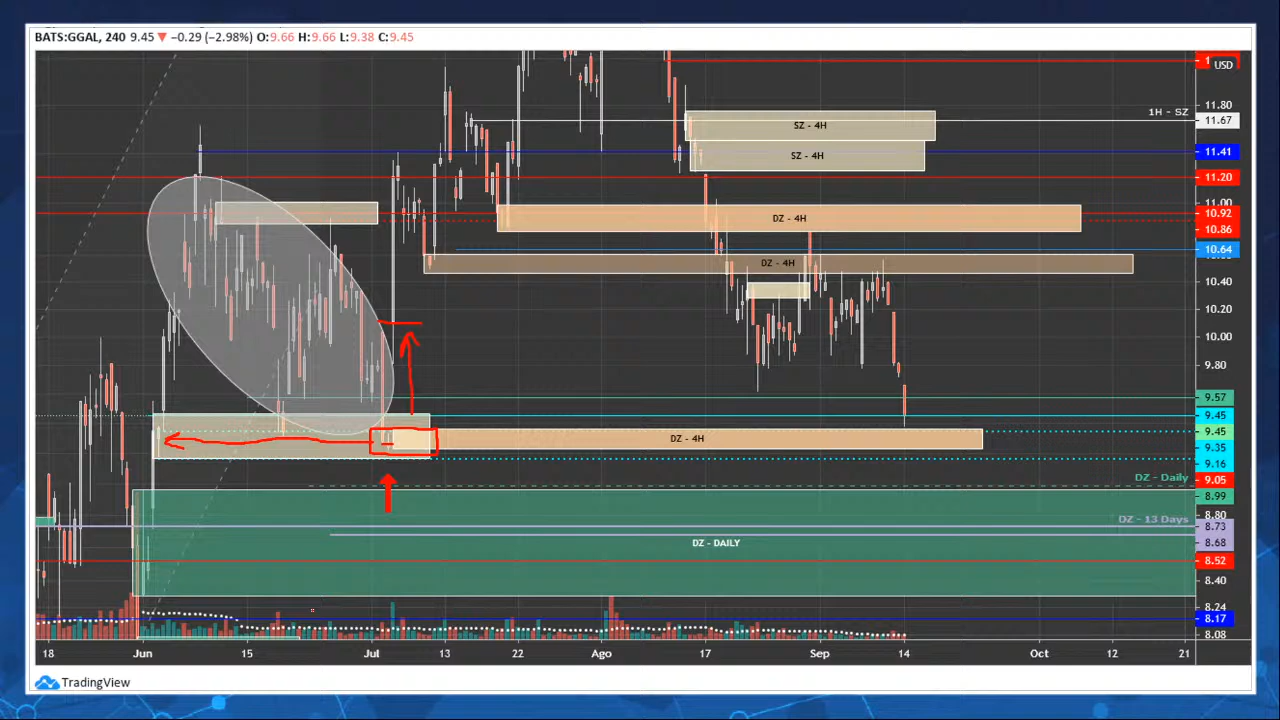 BATS:GGAL, 240 9.45 ▼ −0.29 (−2.98%) O:9.66 H:9.66 L:9.38 C:9.45
USD
11.80
1H - SZ
11.67
SZ - 4H
11.41
SZ - 4H
11.20
11.00
10.92
DZ - 4H
10.86
10.64
DZ - 4H
10.40
10.20
10.00
9.80
9.57
9.45
9.45
DZ - 4H
9.35
9.16
DZ - Daily
9.05
8.99
8.80
DZ - 13 Days
8.73
DZ - DAILY
8.68
8.52
8.40
8.24
8.17
8.08
18 Jun 15 Jul 13 22 Ago 17 Sep 14 Oct 12 21
TradingView